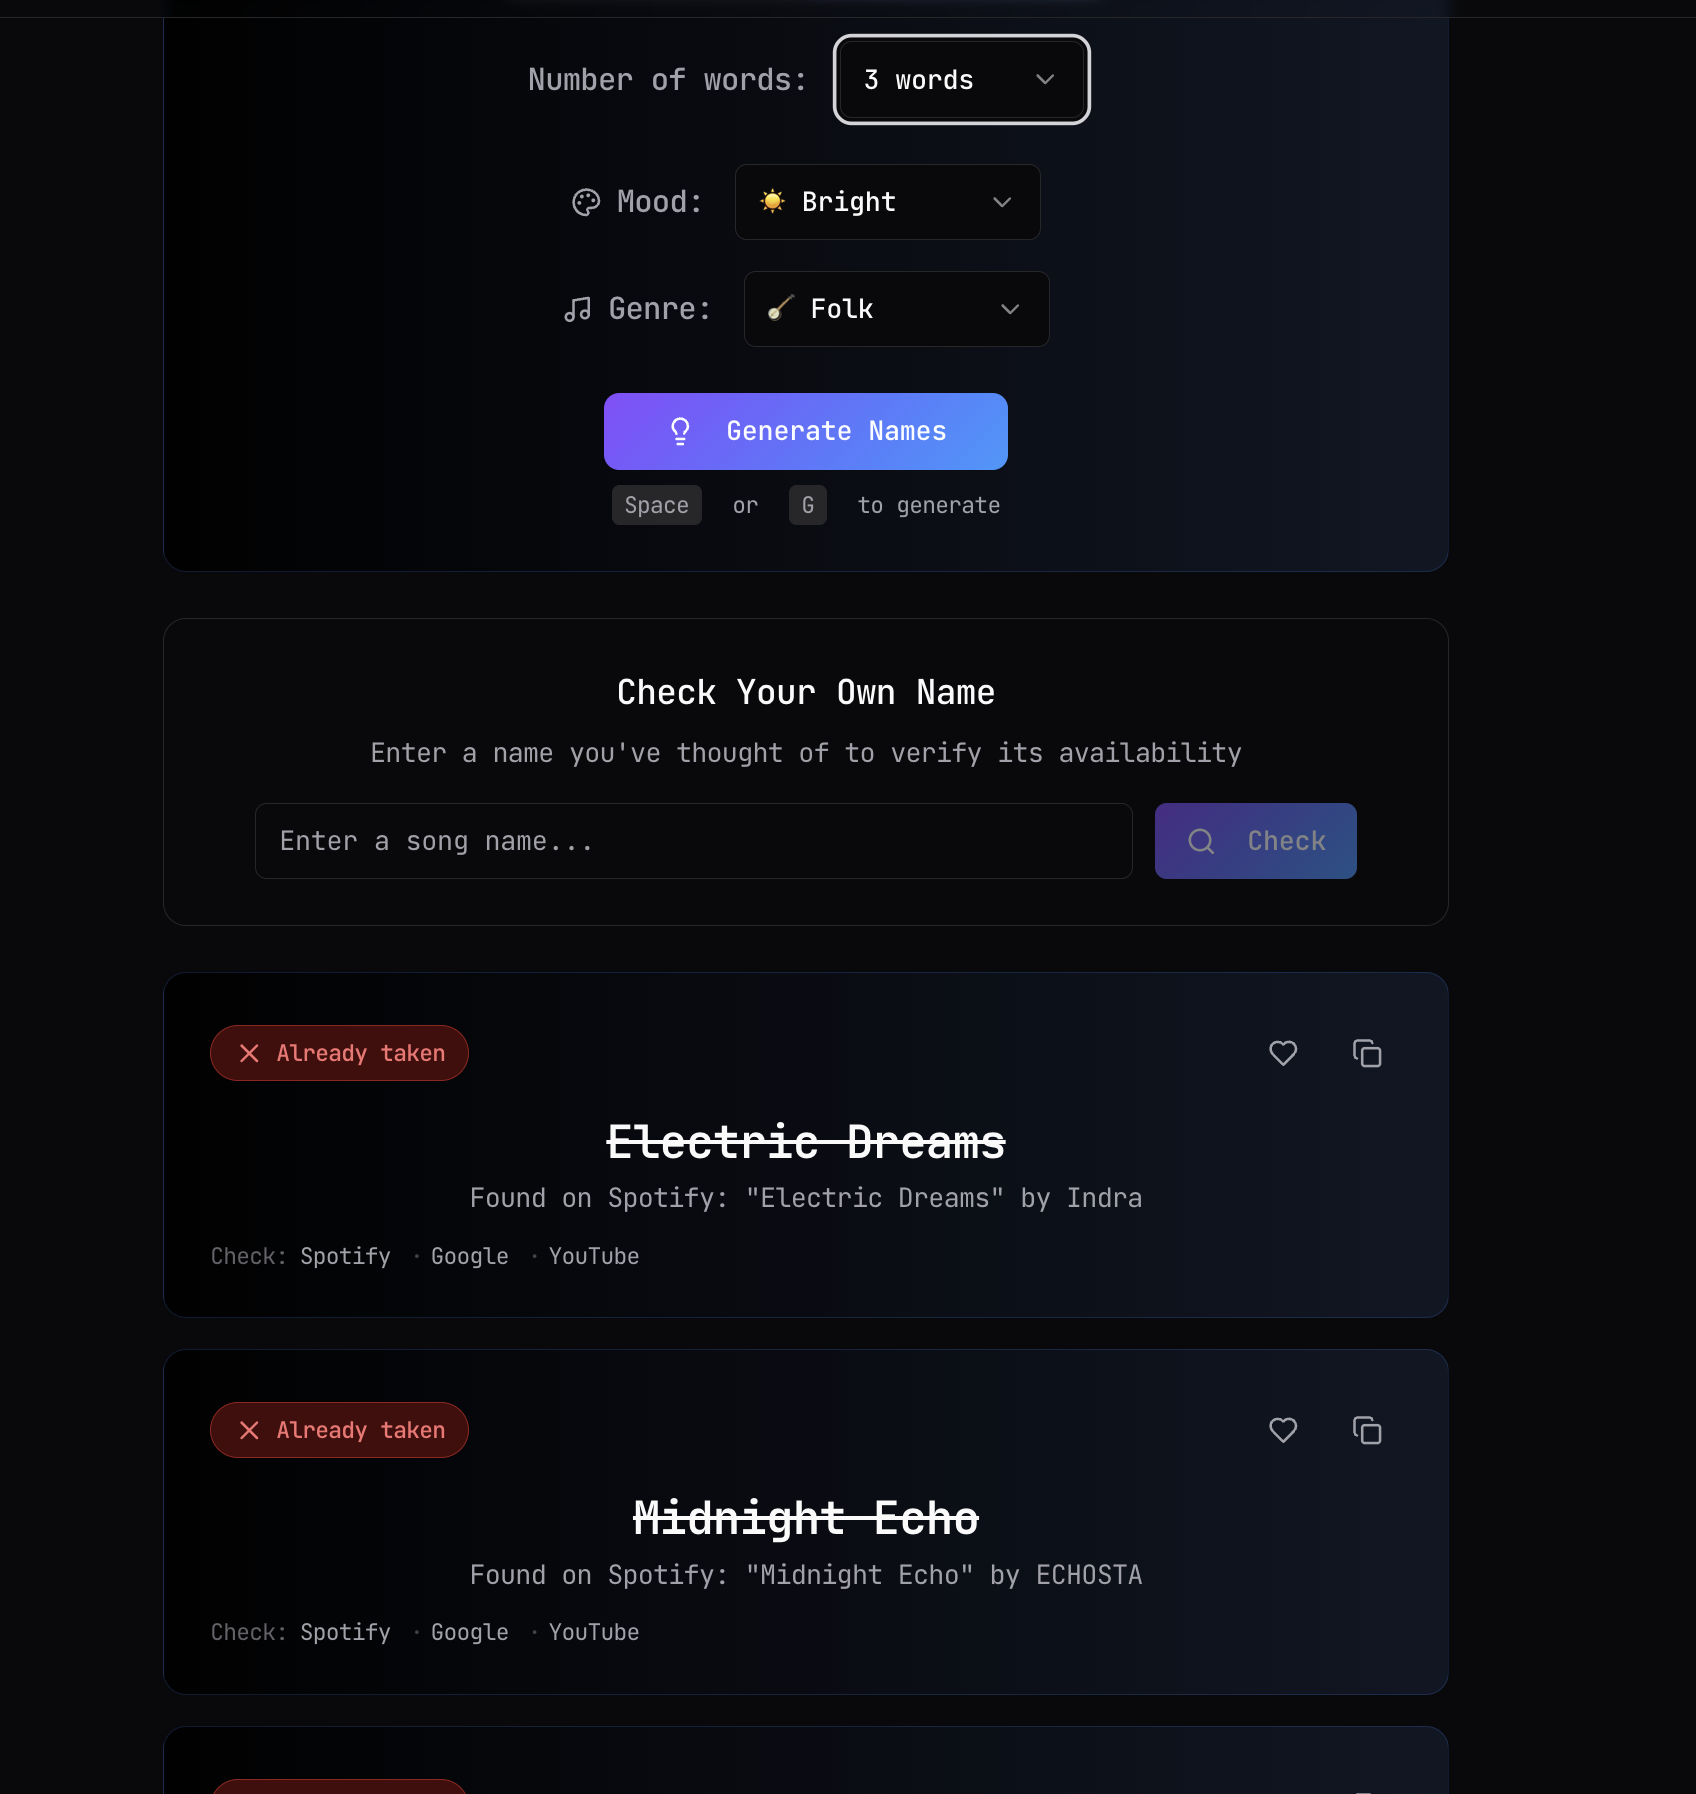 Number of words: 3 words
Mood: Bright
Genre: Folk
Generate Names
Space or G to generate
Check Your Own Name
Enter a name you've thought of to verify its availability
Enter a song name... Check
Already taken
Electric Dreams
Found on Spotify: "Electric Dreams" by Indra
Check: Spotify · Google · YouTube
Already taken
Midnight Echo
Found on Spotify: "Midnight Echo" by ECHOSTA
Check: Spotify · Google · YouTube